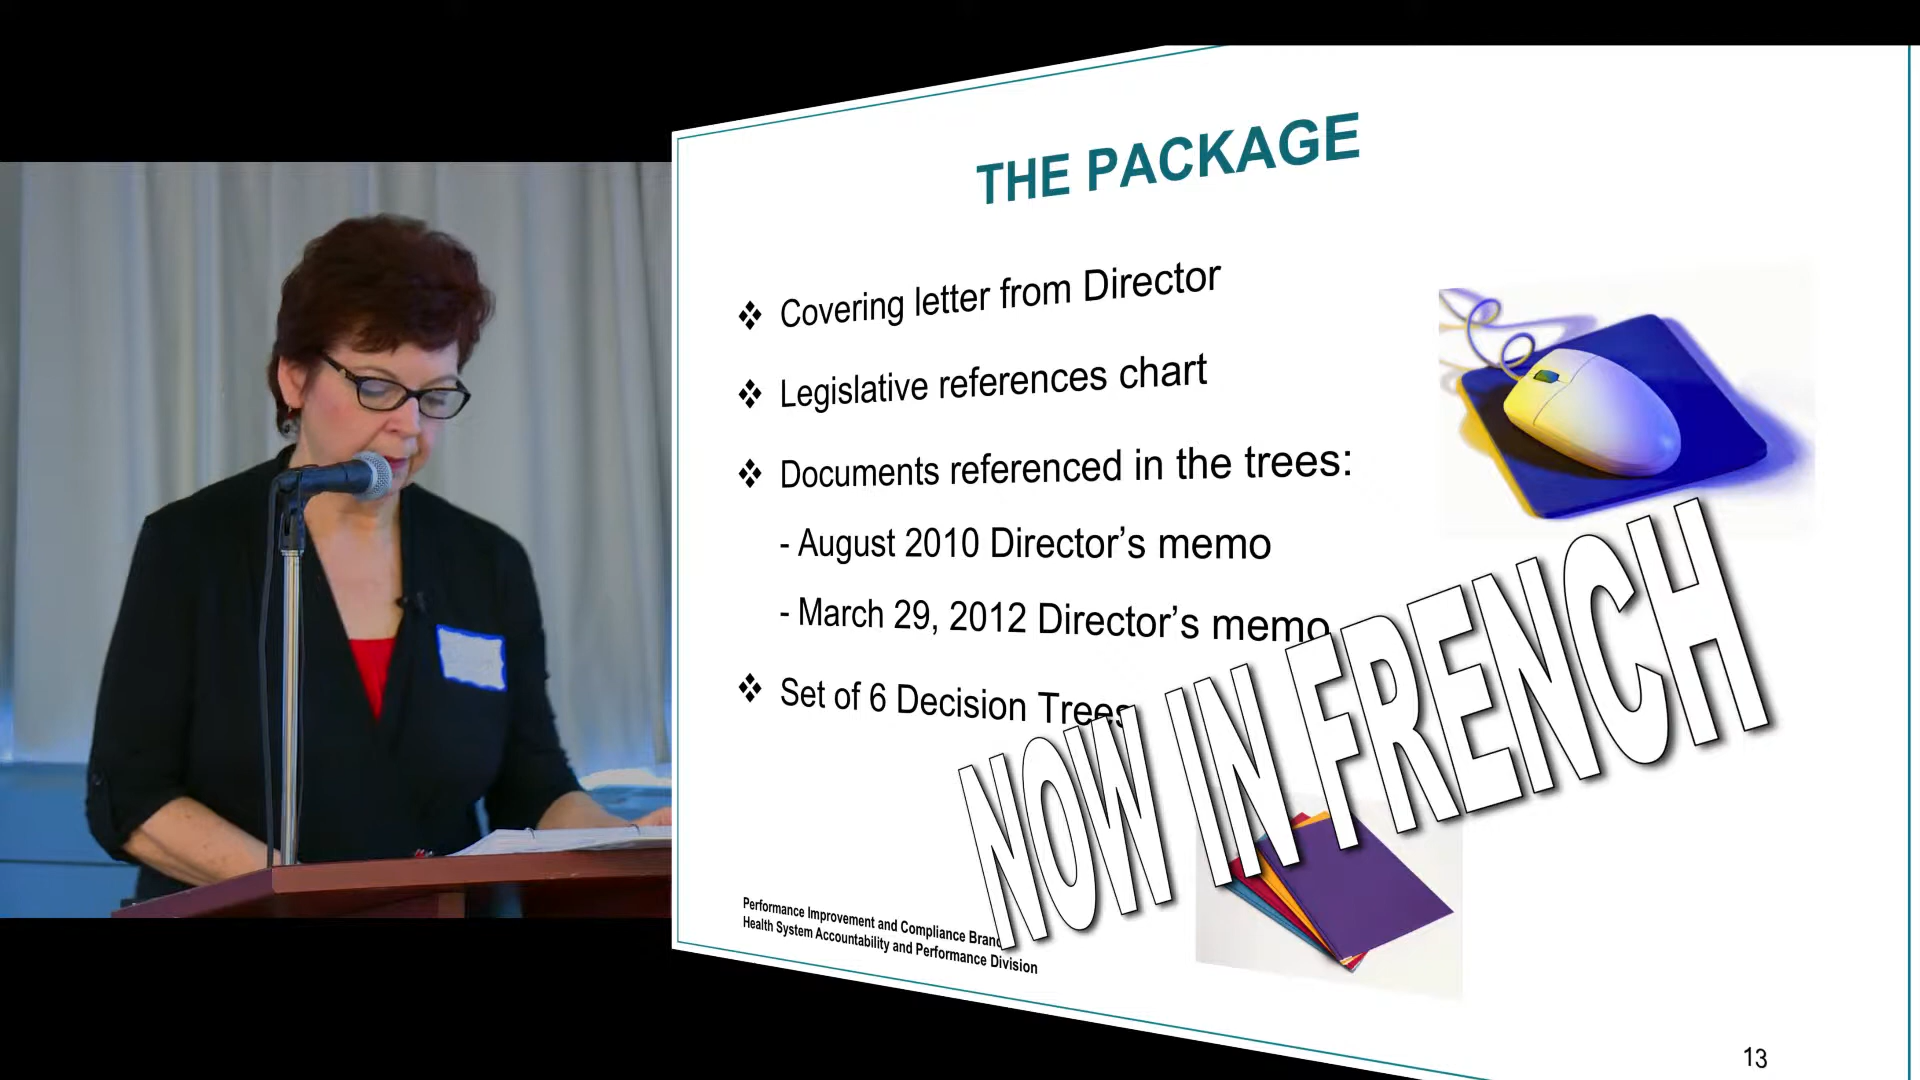 THE PACKAGE
❖ Covering letter from Director
❖ Legislative references chart
❖ Documents referenced in the trees:
- August 2010 Director’s memo
- March 29, 2012 Director’s memo
❖ Set of 6 Decision Trees
NOW IN FRENCH
Performance Improvement and Compliance Branch
Health System Accountability and Performance Division
13